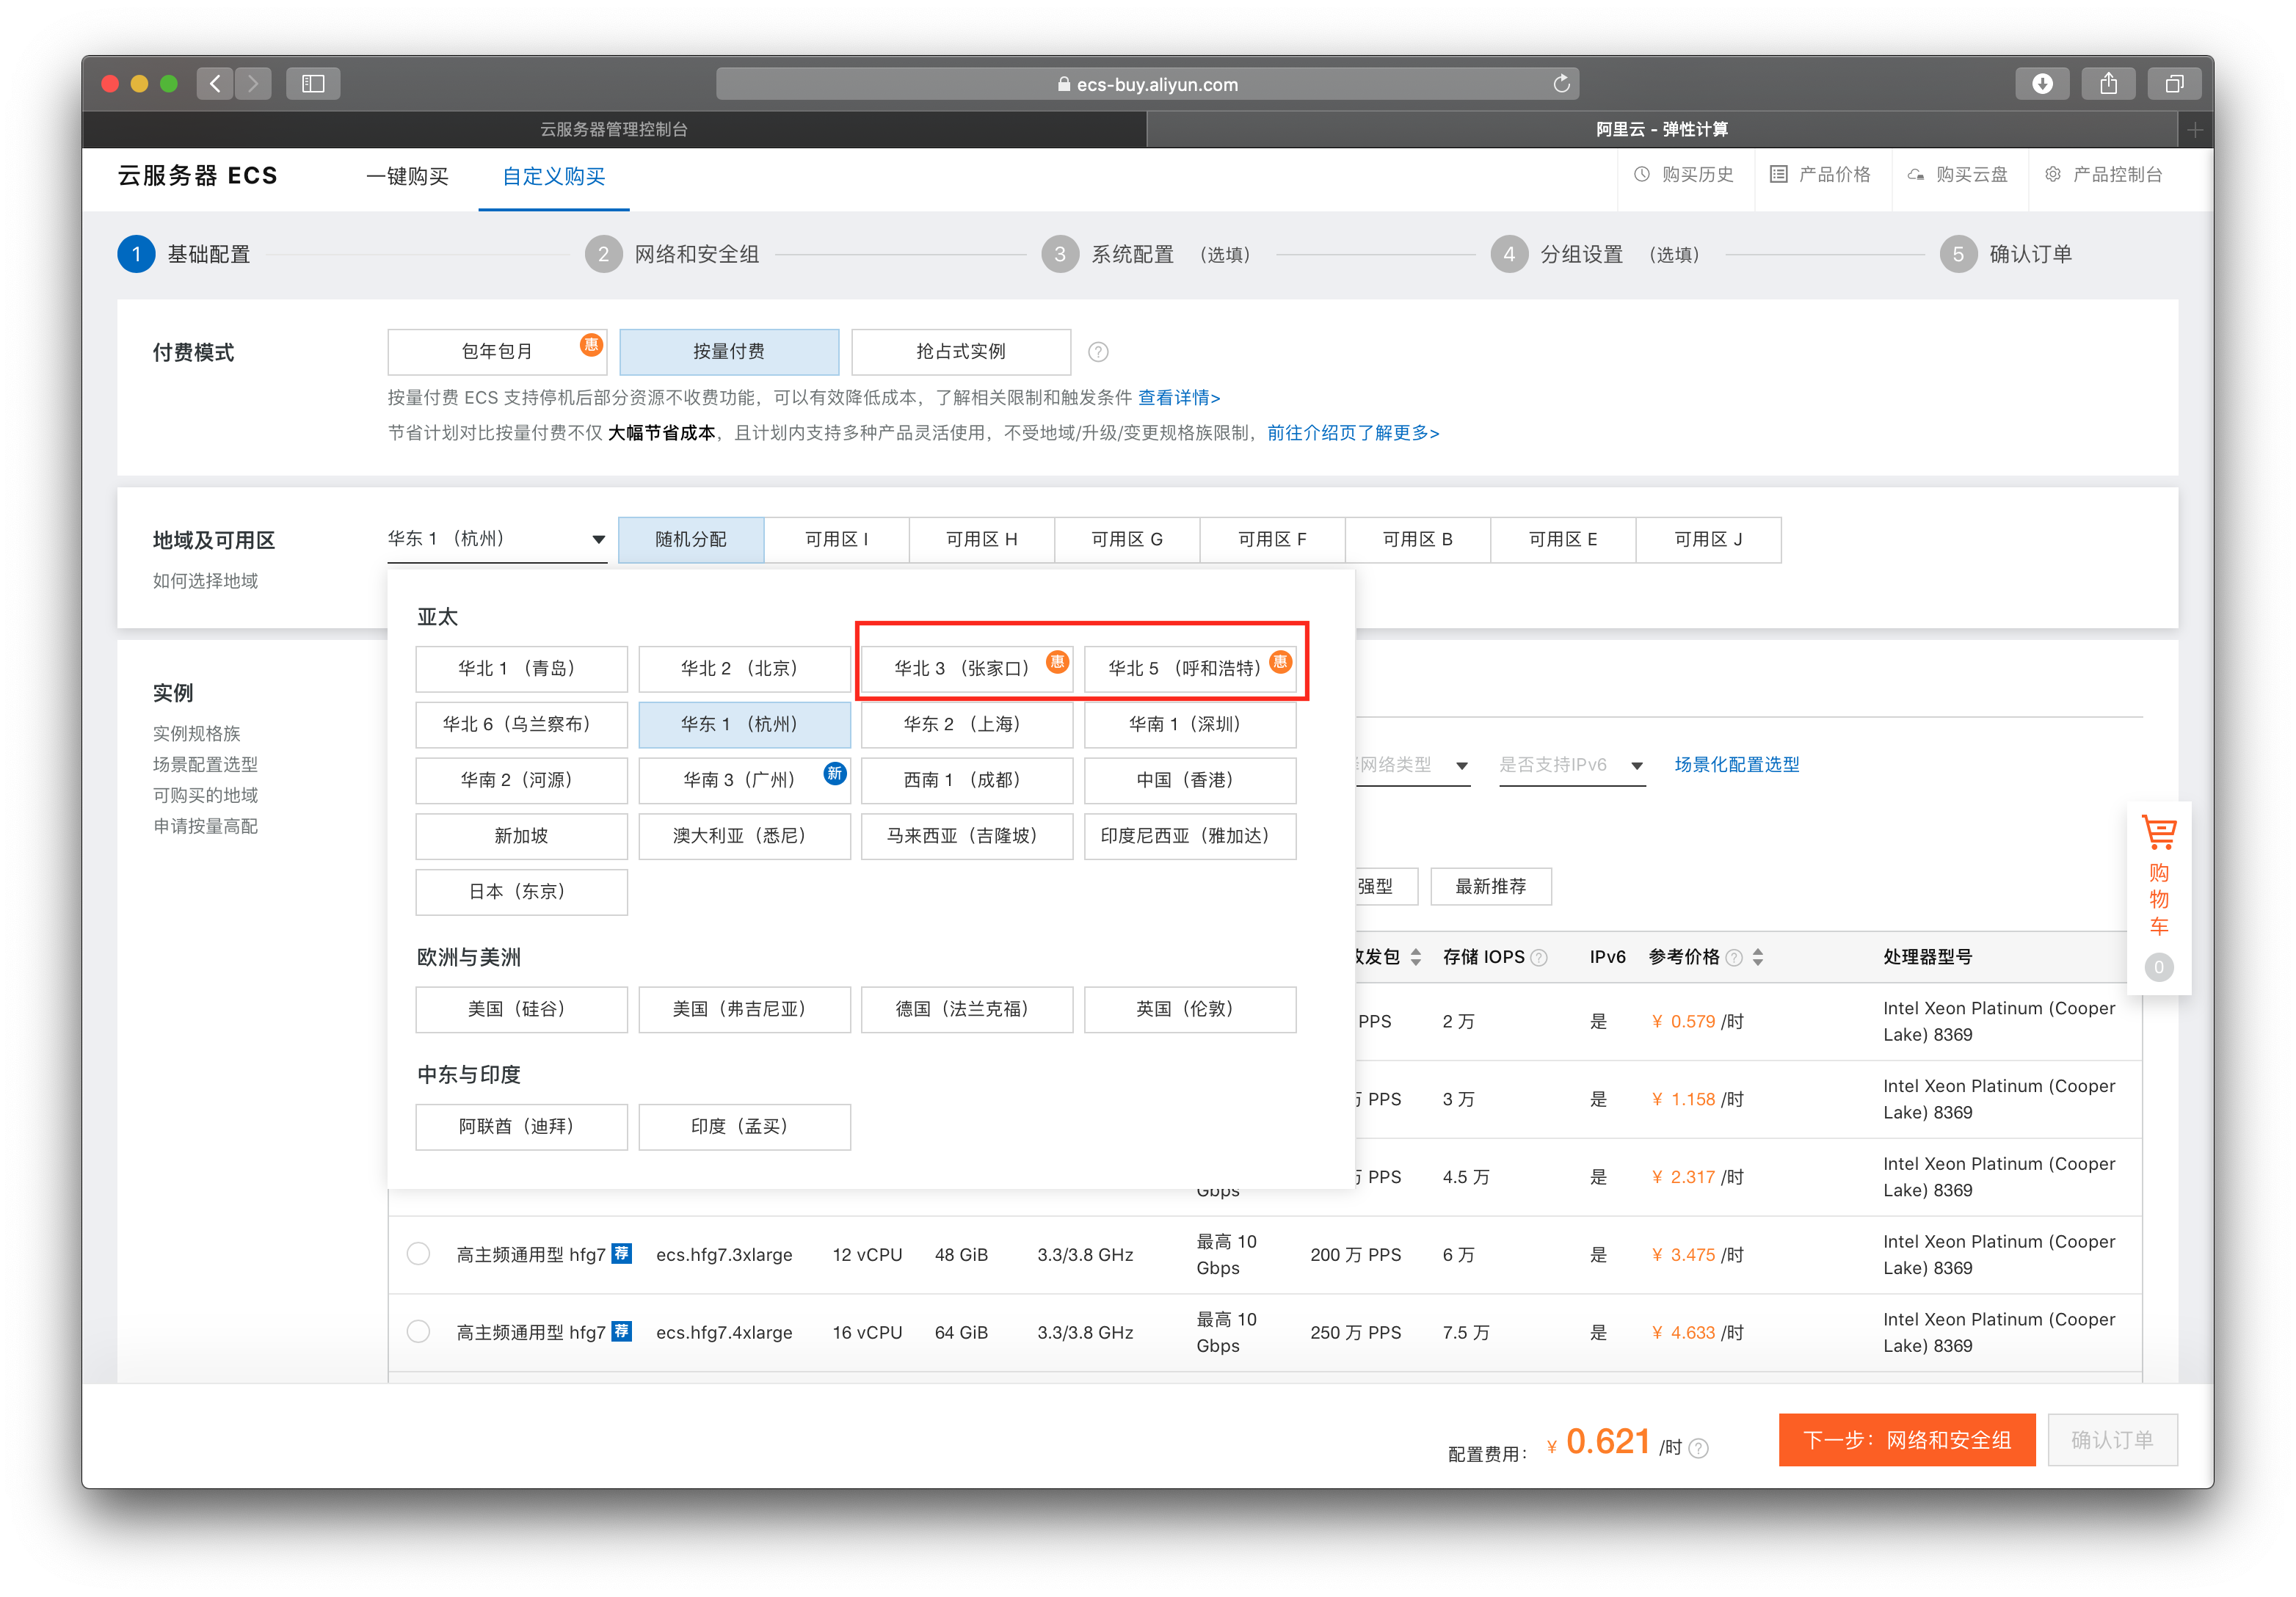 ecs-buy.aliyun.com
云服务器管理控制台
阿里云 - 弹性计算
云服务器 ECS
一键购买
自定义购买
购买历史
产品价格
购买云盘
产品控制台
1 基础配置
2 网络和安全组
3 系统配置 （选填）
4 分组设置 （选填）
5 确认订单
付费模式
包年包月 惠
按量付费
抢占式实例
按量付费 ECS 支持停机后部分资源不收费功能，可以有效降低成本，了解相关限制和触发条件 查看详情>
节省计划对比按量付费不仅 大幅节省成本，且计划内支持多种产品灵活使用，不受地域/升级/变更规格族限制，前往介绍页了解更多>
地域及可用区
如何选择地域
华东 1 （杭州）
随机分配
可用区 I
可用区 H
可用区 G
可用区 F
可用区 B
可用区 E
可用区 J
亚太
华北 1 （青岛）
华北 2 （北京）
华北 3 （张家口） 惠
华北 5 （呼和浩特） 惠
华北 6（乌兰察布）
华东 1 （杭州）
华东 2 （上海）
华南 1（深圳）
华南 2（河源）
华南 3（广州） 新
西南 1 （成都）
中国（香港）
新加坡
澳大利亚（悉尼）
马来西亚（吉隆坡）
印度尼西亚（雅加达）
日本（东京）
欧洲与美洲
美国（硅谷）
美国（弗吉尼亚）
德国（法兰克福）
英国（伦敦）
中东与印度
阿联酋（迪拜）
印度（孟买）
实例
实例规格族
场景配置选型
可购买的地域
申请按量高配
网络类型
是否支持IPv6
场景化配置选型
强型
最新推荐
发包
存储 IOPS
IPv6
参考价格
处理器型号
PPS
2 万
是
¥ 0.579 /时
Intel Xeon Platinum (Cooper
Lake) 8369
PPS
3 万
是
¥ 1.158 /时
Intel Xeon Platinum (Cooper
Lake) 8369
Gbps
PPS
4.5 万
是
¥ 2.317 /时
Intel Xeon Platinum (Cooper
Lake) 8369
高主频通用型 hfg7 荐
ecs.hfg7.3xlarge
12 vCPU
48 GiB
3.3/3.8 GHz
最高 10
Gbps
200 万 PPS
6 万
是
¥ 3.475 /时
Intel Xeon Platinum (Cooper
Lake) 8369
高主频通用型 hfg7 荐
ecs.hfg7.4xlarge
16 vCPU
64 GiB
3.3/3.8 GHz
最高 10
Gbps
250 万 PPS
7.5 万
是
¥ 4.633 /时
Intel Xeon Platinum (Cooper
Lake) 8369
购
物
车
0
配置费用： ¥ 0.621 /时
下一步：网络和安全组
确认订单